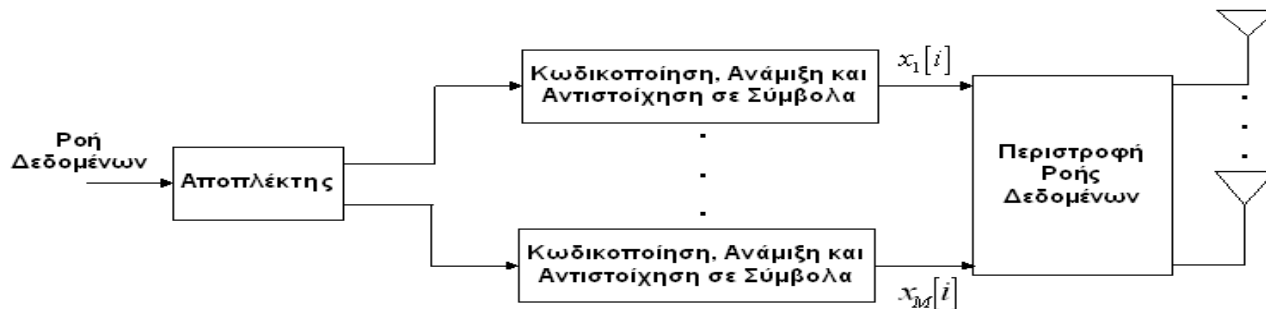 Κωδικοποίηση, Ανάμιξη και
Αντιστοίχηση σε Σύμβολα
x₁[i]
Ροή
Δεδομένων
Αποπλέκτης
Περιστροφή
Ροής
Δεδομένων
Κωδικοποίηση, Ανάμιξη και
Αντιστοίχηση σε Σύμβολα
x_M[i]